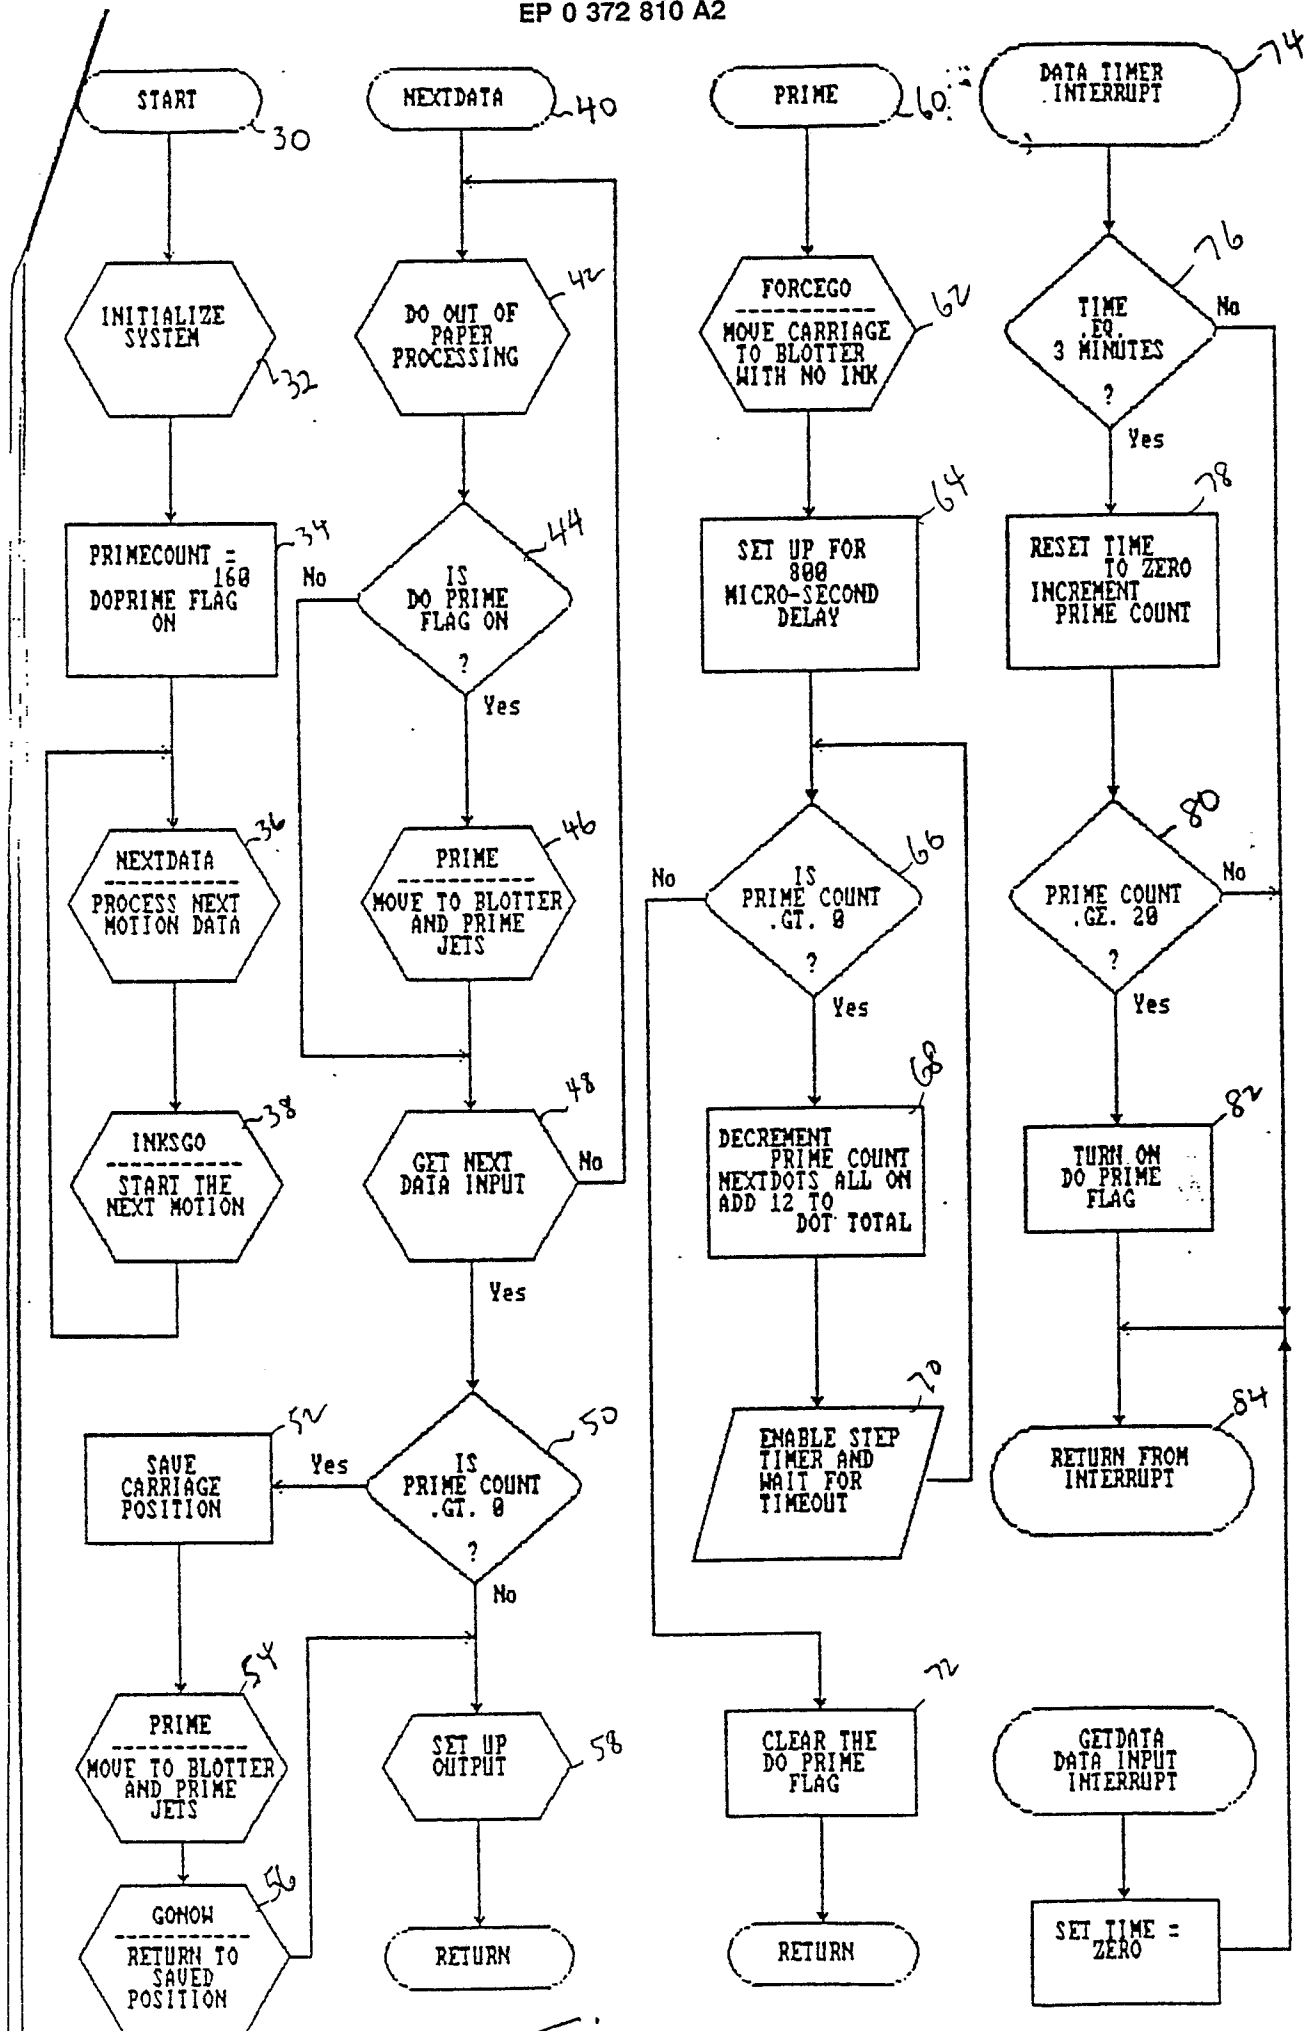 EP 0 372 810 A2
START
30
INITIALIZE
SYSTEM
32
PRIMECOUNT =
160
DOPRIME FLAG
ON
34
NEXTDATA
PROCESS NEXT
MOTION DATA
36
INKSGO
START THE
NEXT MOTION
38
NEXTDATA
40
DO OUT OF
PAPER
PROCESSING
42
IS
DO PRIME
FLAG ON
?
44
No
Yes
PRIME
MOVE TO BLOTTER
AND PRIME
JETS
46
GET NEXT
DATA INPUT
48
No
Yes
IS
PRIME COUNT
.GT. 0
?
50
Yes
No
SAVE
CARRIAGE
POSITION
52
PRIME
MOVE TO BLOTTER
AND PRIME
JETS
54
GONOW
RETURN TO
SAVED
POSITION
56
SET UP
OUTPUT
58
RETURN
PRIME
60
FORCEGO
MOVE CARRIAGE
TO BLOTTER
WITH NO INK
62
SET UP FOR
800
MICRO-SECOND
DELAY
64
IS
PRIME COUNT
.GT. 0
?
66
No
Yes
DECREMENT
PRIME COUNT
NEXTDOTS ALL ON
ADD 12 TO
DOT TOTAL
68
ENABLE STEP
TIMER AND
WAIT FOR
TIMEOUT
70
CLEAR THE
DO PRIME
FLAG
72
RETURN
DATA TIMER
INTERRUPT
74
TIME
.EQ.
3 MINUTES
?
76
No
Yes
RESET TIME
TO ZERO
INCREMENT
PRIME COUNT
78
PRIME COUNT
.GE. 20
?
80
No
Yes
TURN ON
DO PRIME
FLAG
82
RETURN FROM
INTERRUPT
84
GETDATA
DATA INPUT
INTERRUPT
SET TIME =
ZERO